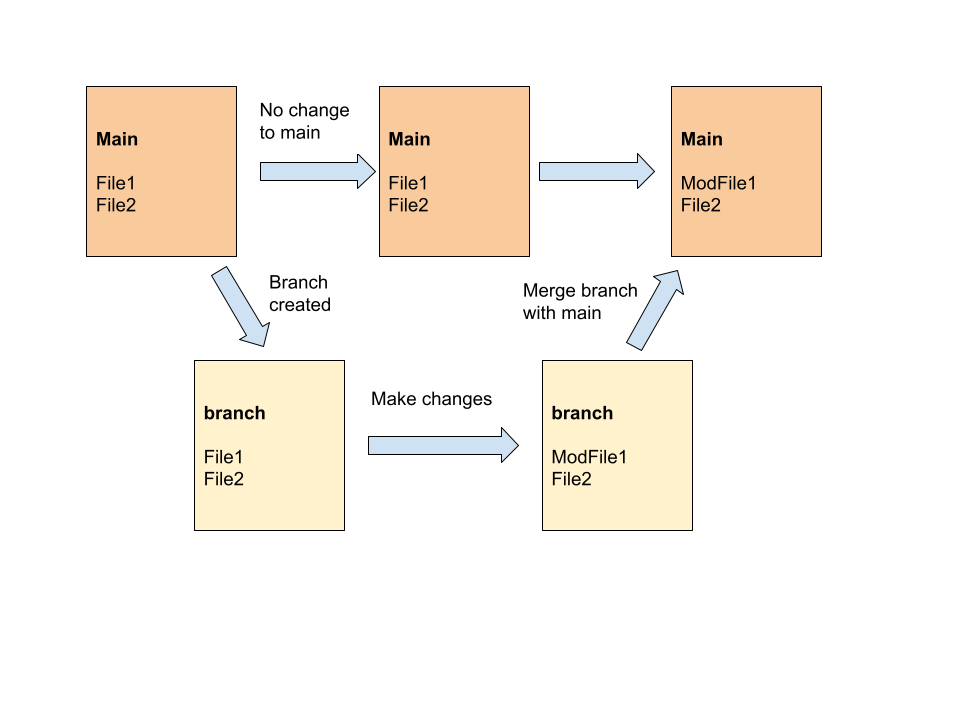 Main
File1
File2
No change
to main
Main
File1
File2
Main
ModFile1
File2
Branch
created
Merge branch
with main
branch
File1
File2
Make changes
branch
ModFile1
File2